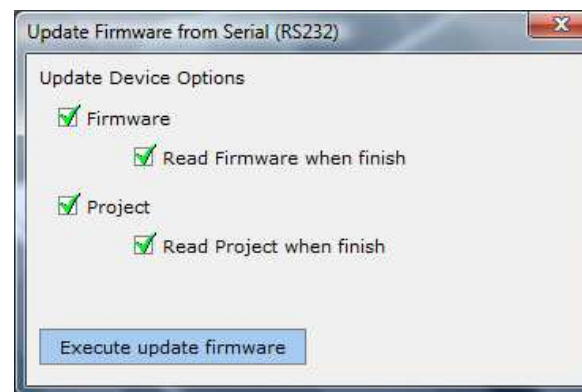 Update Firmware from Serial (RS232)
Update Device Options
Firmware
Read Firmware when finish
Project
Read Project when finish
Execute update firmware